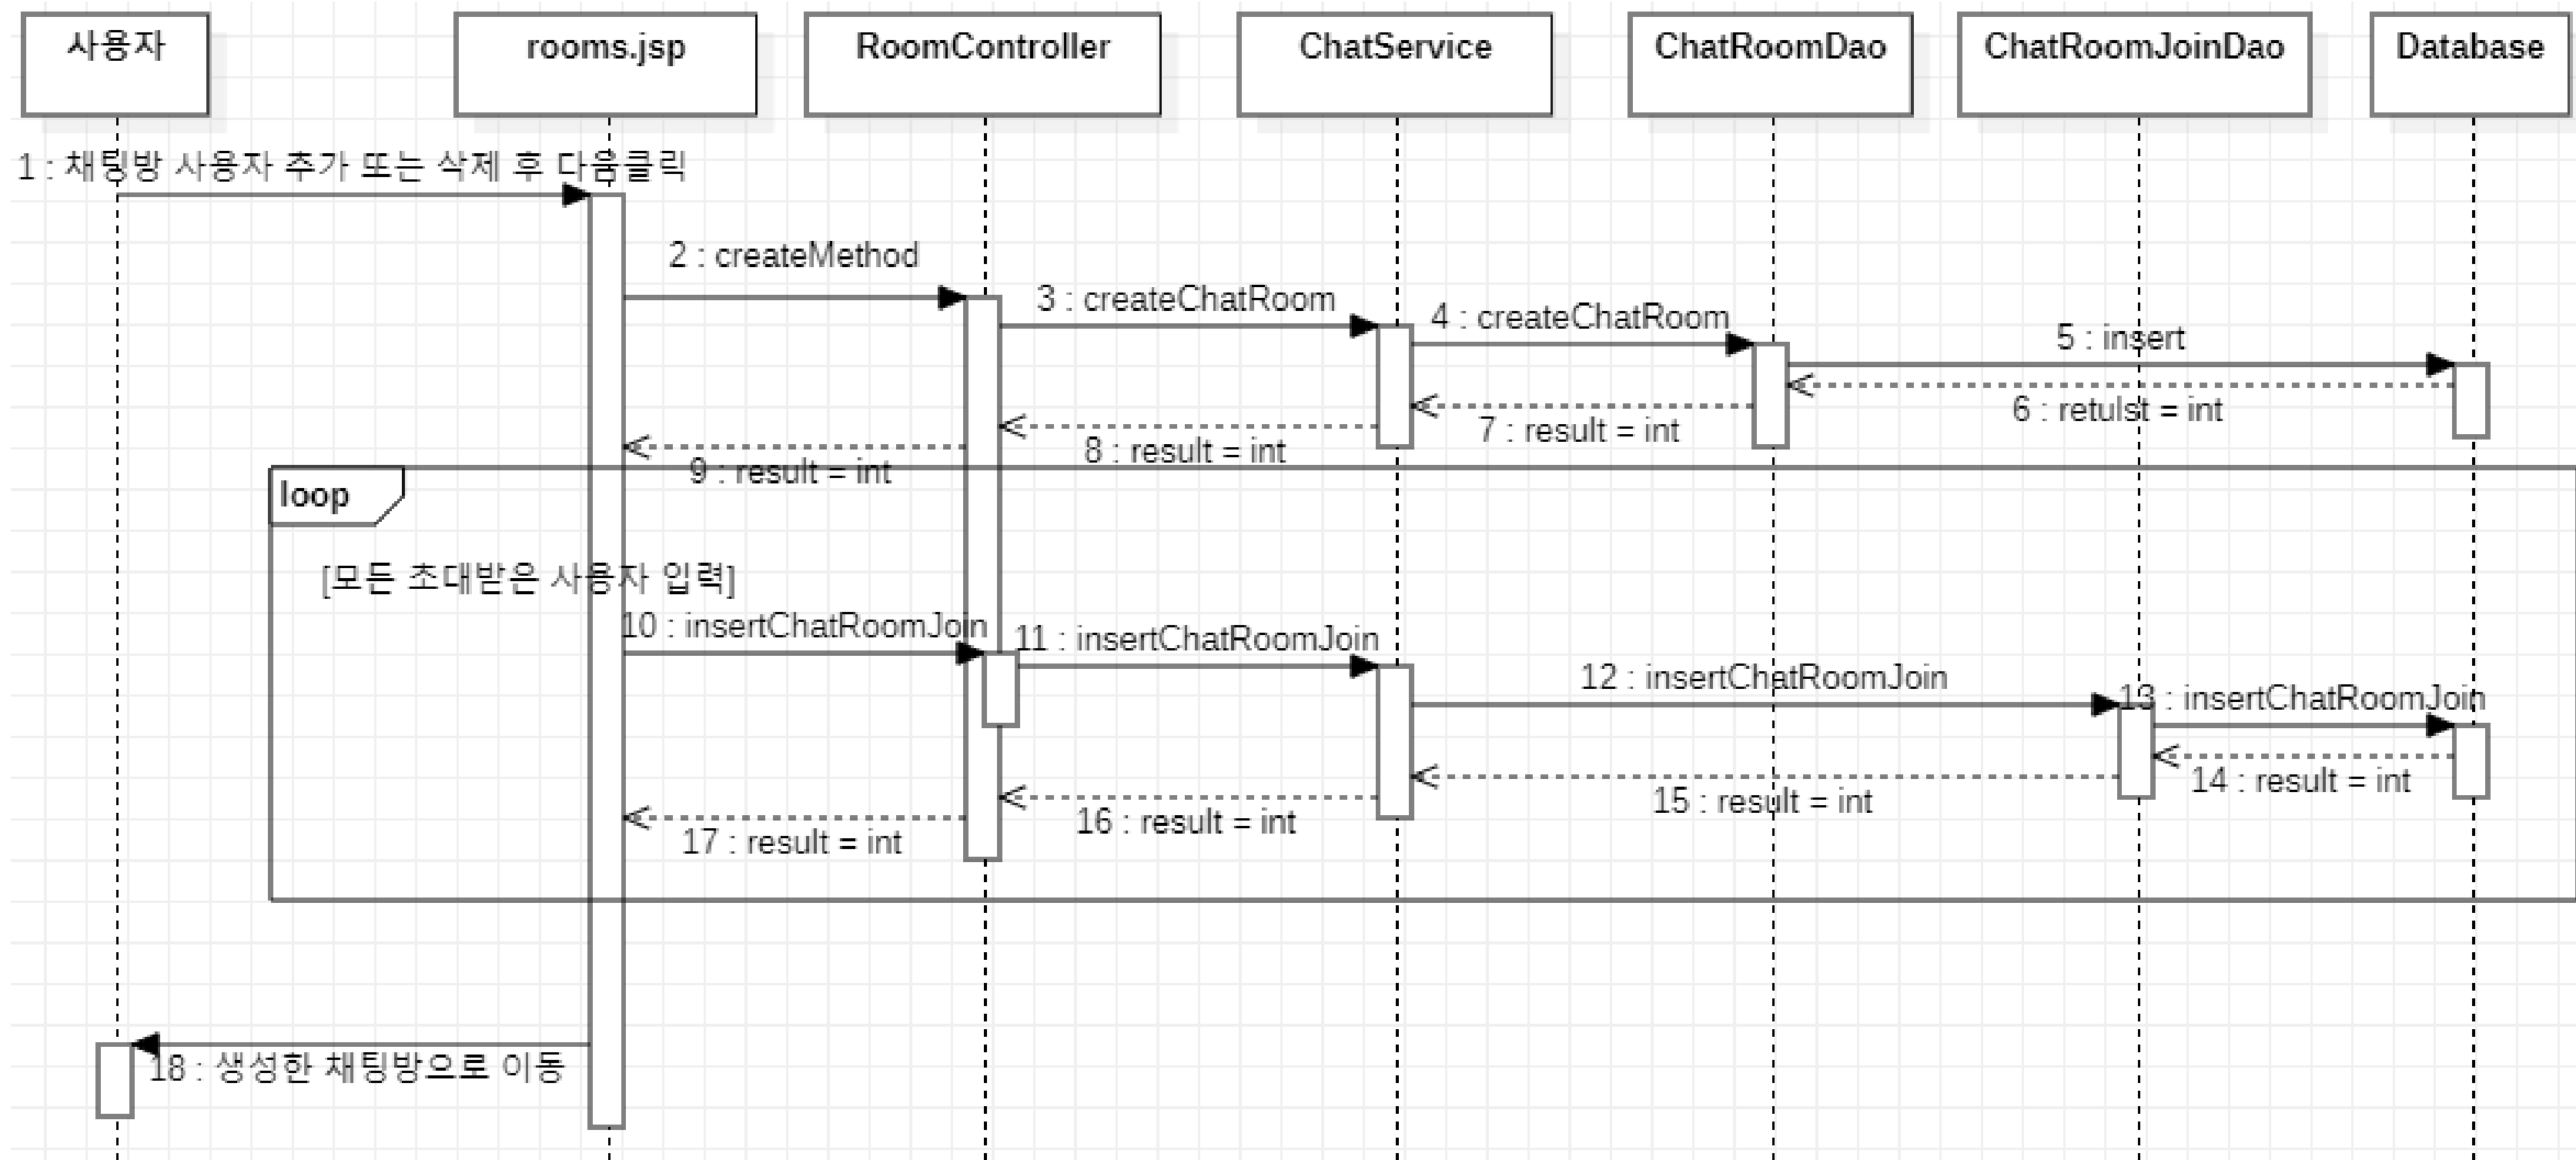 사용자
rooms.jsp
RoomController
ChatService
ChatRoomDao
ChatRoomJoinDao
Database
1 : 채팅방 사용자 추가 또는 삭제 후 다음클릭
2 : createMethod
3 : createChatRoom
4 : createChatRoom
5 : insert
6 : retulst = int
7 : result = int
8 : result = int
9 : result = int
loop
[모든 초대받은 사용자 입력]
10 : insertChatRoomJoin
11 : insertChatRoomJoin
12 : insertChatRoomJoin
13 : insertChatRoomJoin
14 : result = int
15 : result = int
16 : result = int
17 : result = int
18 : 생성한 채팅방으로 이동